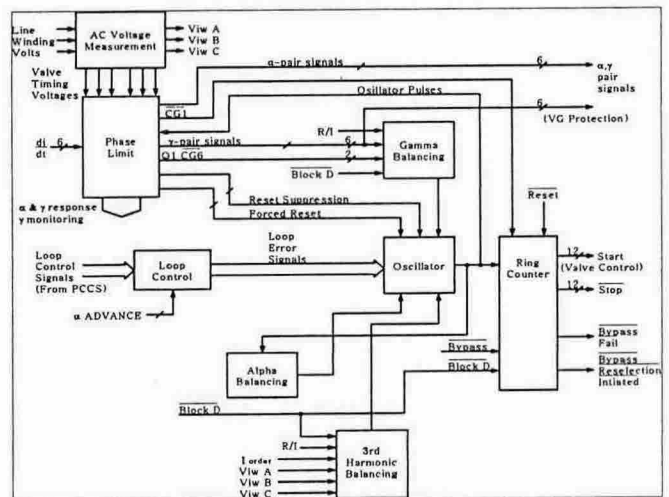 Line
Winding
Volts
AC Voltage
Measurement
Viw A
Viw B
Viw C
Valve
Timing
Voltages
α-pair signals
6
α,γ
pair
signals
CG1
Osillator Pulses
6
(VG Protection)
di
dt
6
Phase
Limit
R/I
γ-pair signals
6
Q1 CG6
2
Block D
Gamma
Balancing
Reset
α & γ response
γ monitoring
Reset Suppression
Forced Reset
Loop
Control
Signals
(From PCCS)
Loop
Control
Loop
Error
Signals
Oscillator
Ring
Counter
12
Start
(Valve Control)
12
Stop
α ADVANCE
Bypass
Fail
Bypass
Block D
Bypass
Reselection
Intiated
Alpha
Balancing
Block D
R/I
I order
Viw A
Viw B
Viw C
3rd
Harmonic
Balancing